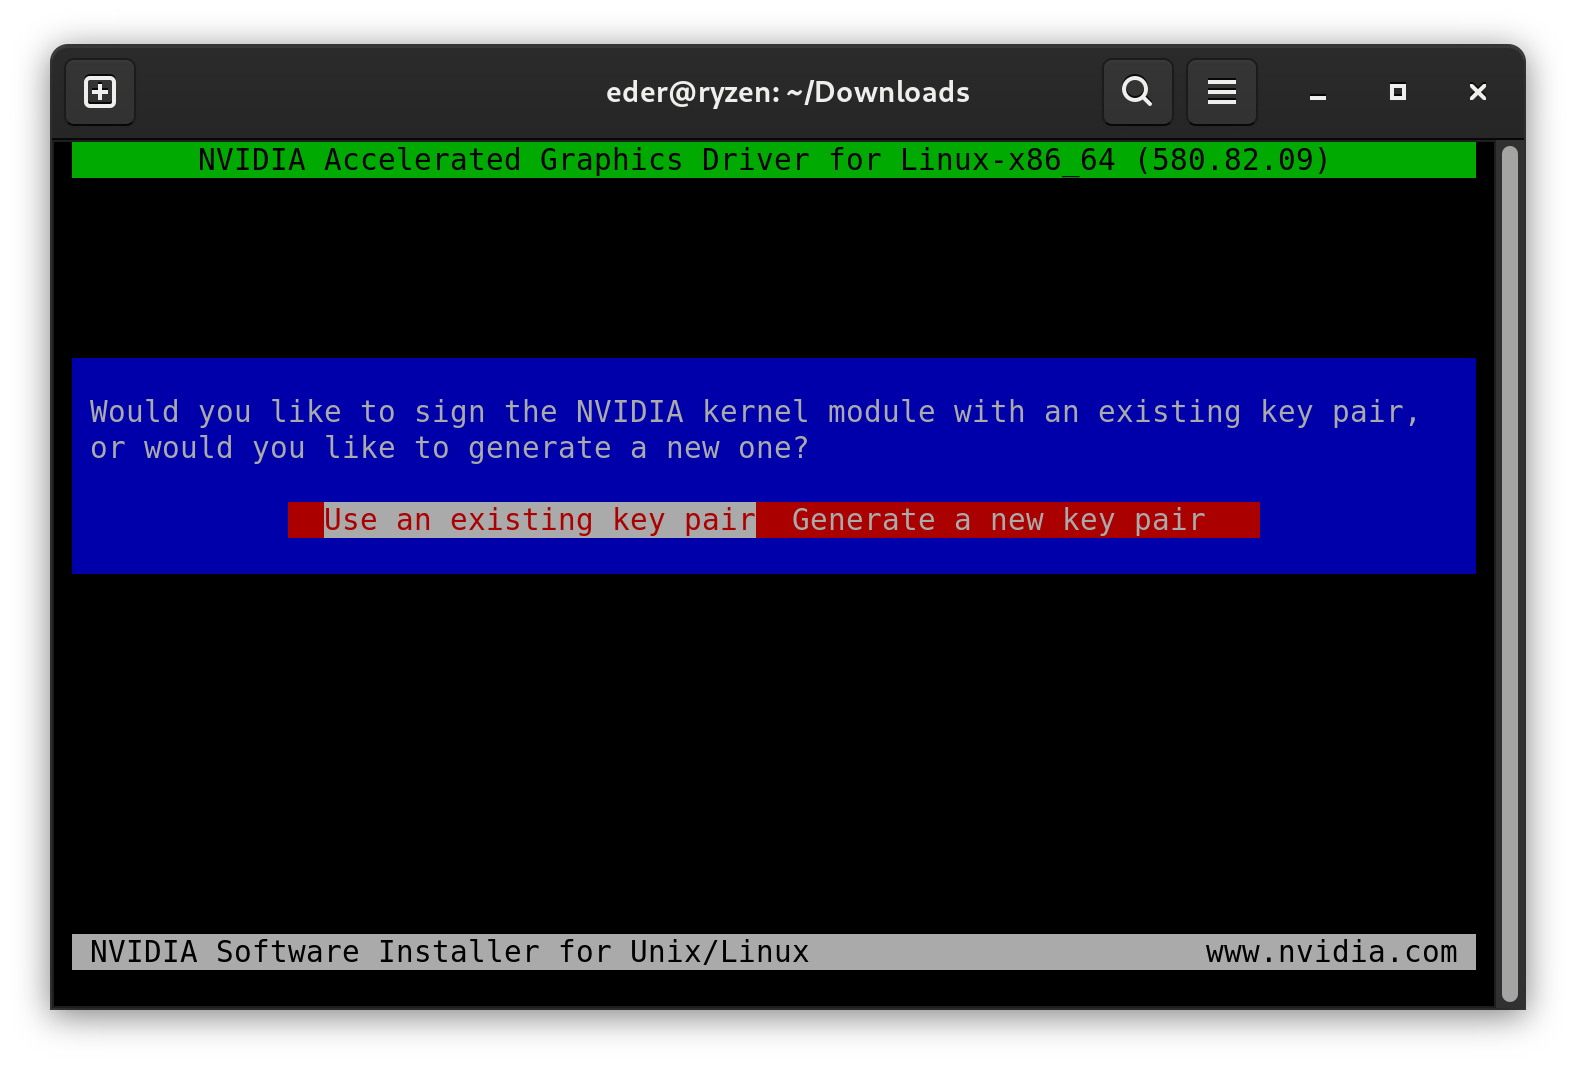 eder@ryzen: ~/Downloads
NVIDIA Accelerated Graphics Driver for Linux-x86_64 (580.82.09)
Would you like to sign the NVIDIA kernel module with an existing key pair,
or would you like to generate a new one?
Use an existing key pair  Generate a new key pair
NVIDIA Software Installer for Unix/Linux  www.nvidia.com